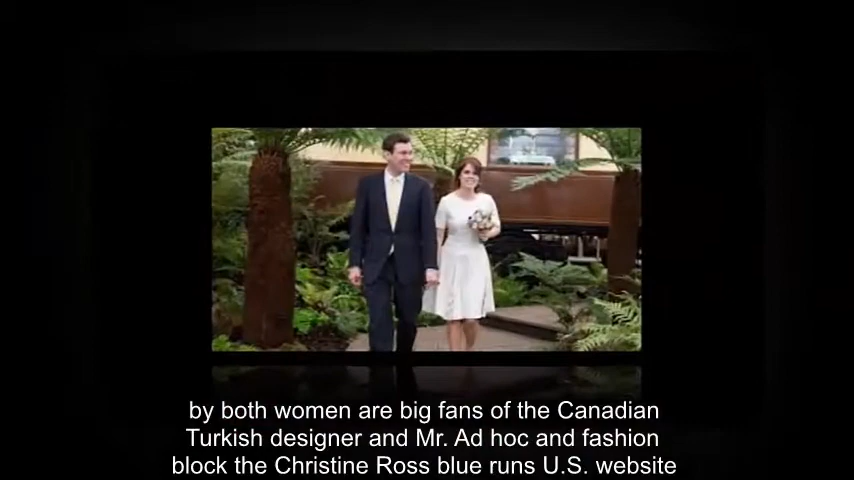 by both women are big fans of the Canadian
Turkish designer and Mr. Ad hoc and fashion
block the Christine Ross blue runs U.S. website